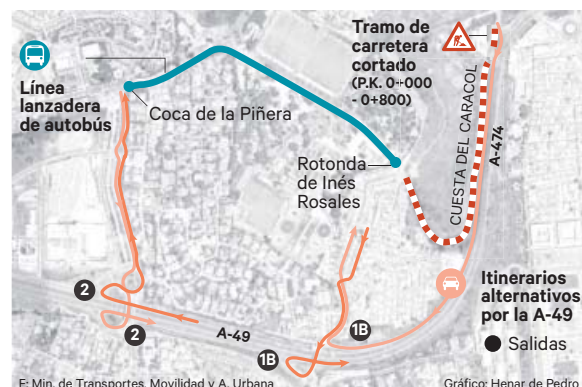 Tramo de
carretera
cortado
(P.K. 0+000
- 0+800)
Línea
lanzadera
de autobús
Coca de la Piñera
Rotonda
de Inés
Rosales
CUESTA DEL CARACOL
A-474
Itinerarios
alternativos
por la A-49
Salidas
2
2
A-49
1B
1B
F: Min. de Transportes, Movilidad y A. Urbana
Gráfico: Henar de Pedro